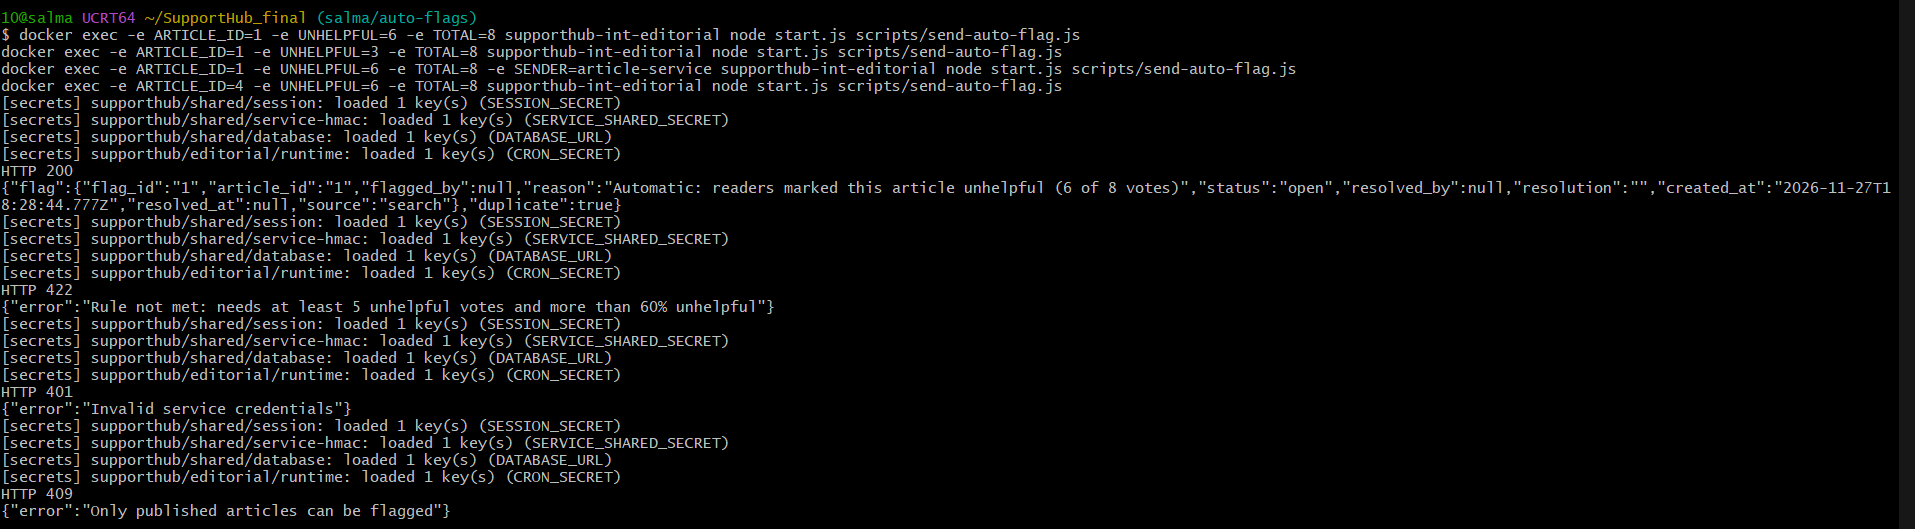 10@salma UCRT64 ~/SupportHub_final (salma/auto-flags)
$ docker exec -e ARTICLE_ID=1 -e UNHELPFUL=6 -e TOTAL=8 supporthub-int-editorial node start.js scripts/send-auto-flag.js
docker exec -e ARTICLE_ID=1 -e UNHELPFUL=3 -e TOTAL=8 supporthub-int-editorial node start.js scripts/send-auto-flag.js
docker exec -e ARTICLE_ID=1 -e UNHELPFUL=6 -e TOTAL=8 -e SENDER=article-service supporthub-int-editorial node start.js scripts/send-auto-flag.js
docker exec -e ARTICLE_ID=4 -e UNHELPFUL=6 -e TOTAL=8 supporthub-int-editorial node start.js scripts/send-auto-flag.js
[secrets] supporthub/shared/session: loaded 1 key(s) (SESSION_SECRET)
[secrets] supporthub/shared/service-hmac: loaded 1 key(s) (SERVICE_SHARED_SECRET)
[secrets] supporthub/shared/database: loaded 1 key(s) (DATABASE_URL)
[secrets] supporthub/editorial/runtime: loaded 1 key(s) (CRON_SECRET)
HTTP 200
{"flag":{"flag_id":"1","article_id":"1","flagged_by":null,"reason":"Automatic: readers marked this article unhelpful (6 of 8 votes)","status":"open","resolved_by":null,"resolution":"","created_at":"2026-11-27T1
8:28:44.777Z","resolved_at":null,"source":"search"},"duplicate":true}
[secrets] supporthub/shared/session: loaded 1 key(s) (SESSION_SECRET)
[secrets] supporthub/shared/service-hmac: loaded 1 key(s) (SERVICE_SHARED_SECRET)
[secrets] supporthub/shared/database: loaded 1 key(s) (DATABASE_URL)
[secrets] supporthub/editorial/runtime: loaded 1 key(s) (CRON_SECRET)
HTTP 422
{"error":"Rule not met: needs at least 5 unhelpful votes and more than 60% unhelpful"}
[secrets] supporthub/shared/session: loaded 1 key(s) (SESSION_SECRET)
[secrets] supporthub/shared/service-hmac: loaded 1 key(s) (SERVICE_SHARED_SECRET)
[secrets] supporthub/shared/database: loaded 1 key(s) (DATABASE_URL)
[secrets] supporthub/editorial/runtime: loaded 1 key(s) (CRON_SECRET)
HTTP 401
{"error":"Invalid service credentials"}
[secrets] supporthub/shared/session: loaded 1 key(s) (SESSION_SECRET)
[secrets] supporthub/shared/service-hmac: loaded 1 key(s) (SERVICE_SHARED_SECRET)
[secrets] supporthub/shared/database: loaded 1 key(s) (DATABASE_URL)
[secrets] supporthub/editorial/runtime: loaded 1 key(s) (CRON_SECRET)
HTTP 409
{"error":"Only published articles can be flagged"}